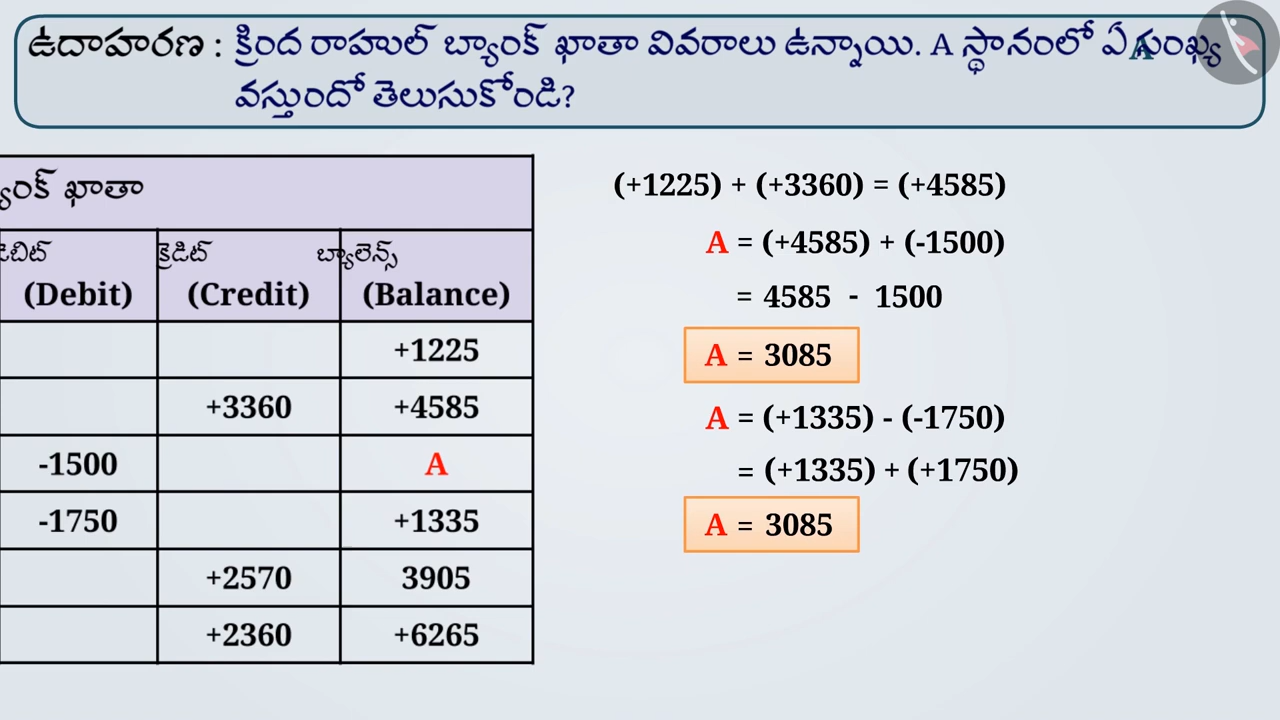 ఉదాహరణ : క్రింద రాహుల్ బ్యాంక్ ఖాతా వివరాలు ఉన్నాయి. A స్థానంలో ఏ సంఖ్య
వస్తుందో తెలుసుకోండి?
ఖాతా
క్రెడిట్ బ్యాలెన్స్
(Debit) (Credit) (Balance)
+1225
+3360 +4585
-1500 A
-1750 +1335
+2570 3905
+2360 +6265
(+1225) + (+3360) = (+4585)
A = (+4585) + (-1500)
= 4585 - 1500
A = 3085
A = (+1335) - (-1750)
= (+1335) + (+1750)
A = 3085